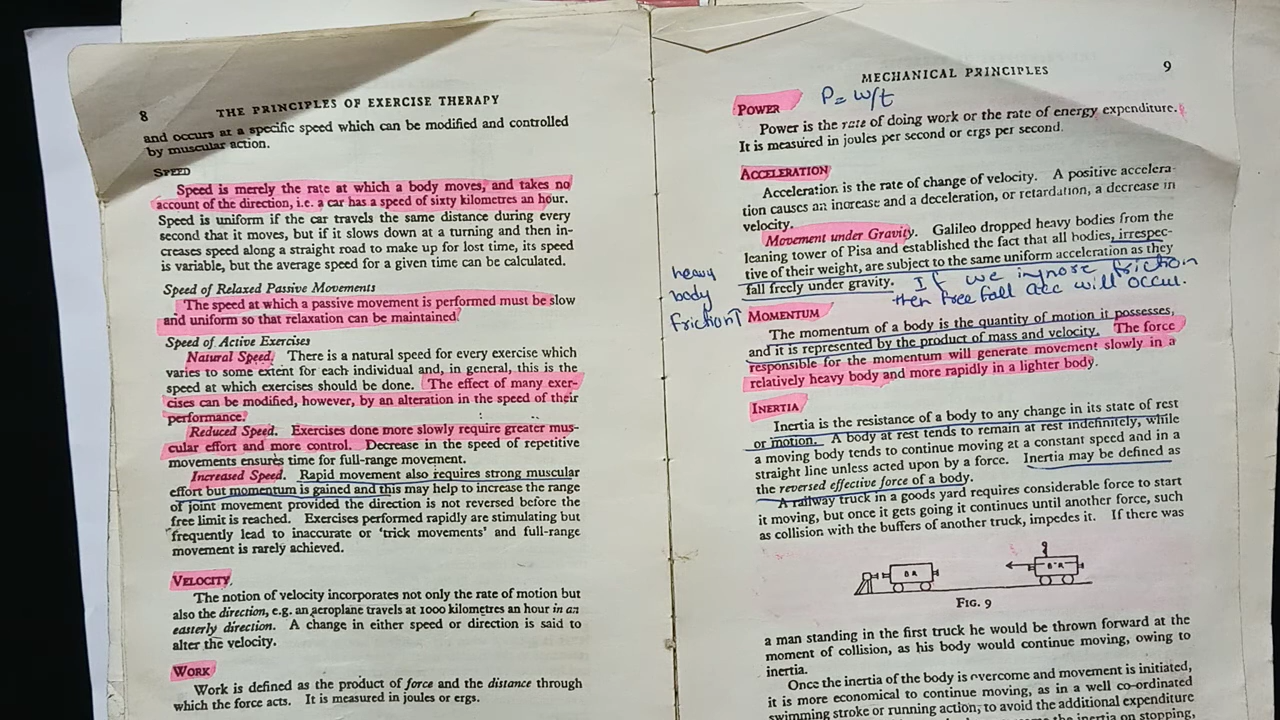 8 THE PRINCIPLES OF EXERCISE THERAPY
and occurs at a specific speed which can be modified and controlled
by muscular action.
SPEED
Speed is merely the rate at which a body moves, and takes no
account of the direction, i.e. a car has a speed of sixty kilometres an hour.
Speed is uniform if the car travels the same distance during every
second that it moves, but if it slows down at a turning and then in-
creases speed along a straight road to make up for lost time, its speed
is variable, but the average speed for a given time can be calculated.
Speed of Relaxed Passive Movements
The speed at which a passive movement is performed must be slow
and uniform so that relaxation can be maintained.
Speed of Active Exercises
Natural Speed. There is a natural speed for every exercise which
varies to some extent for each individual and, in general, this is the
speed at which exercises should be done. The effect of many exer-
cises can be modified, however, by an alteration in the speed of their
performance.
Reduced Speed. Exercises done more slowly require greater mus-
cular effort and more control. Decrease in the speed of repetitive
movements ensures time for full-range movement.
Increased Speed. Rapid movement also requires strong muscular
effort but momentum is gained and this may help to increase the range
of joint movement provided the direction is not reversed before the
free limit is reached. Exercises performed rapidly are stimulating but
frequently lead to inaccurate or 'trick movements' and full-range
movement is rarely achieved.
VELOCITY.
The notion of velocity incorporates not only the rate of motion but
also the direction, e.g. an aeroplane travels at 1000 kilometres an hour in an
easterly direction. A change in either speed or direction is said to
alter the velocity.
WORK
Work is defined as the product of force and the distance through
which the force acts. It is measured in joules or ergs.
MECHANICAL PRINCIPLES 9
POWER P = w/t
Power is the rate of doing work or the rate of energy expenditure.
It is measured in joules per second or ergs per second.
ACCELERATION
Acceleration is the rate of change of velocity. A positive accelera-
tion causes an increase and a deceleration, or retardation, a decrease in
velocity.
Movement under Gravity. Galileo dropped heavy bodies from the
leaning tower of Pisa and established the fact that all bodies, irrespec-
tive of their weight, are subject to the same uniform acceleration as they
fall freely under gravity. If we ignore friction
then free fall acc will occur.
heavy
body
friction↑
MOMENTUM
The momentum of a body is the quantity of motion it possesses,
and it is represented by the product of mass and velocity. The force
responsible for the momentum will generate movement slowly in a
relatively heavy body and more rapidly in a lighter body.
INERTIA
Inertia is the resistance of a body to any change in its state of rest
or motion. A body at rest tends to remain at rest indefinitely, while
a moving body tends to continue moving at a constant speed and in a
straight line unless acted upon by a force. Inertia may be defined as
the reversed effective force of a body.
A railway truck in a goods yard requires considerable force to start
it moving, but once it gets going it continues until another force, such
as collision with the buffers of another truck, impedes it. If there was
B R B R
FIG. 9
a man standing in the first truck he would be thrown forward at the
moment of collision, as his body would continue moving, owing to
inertia.
Once the inertia of the body is overcome and movement is initiated,
it is more economical to continue moving, as in a well co-ordinated
swimming stroke or running action; to avoid the additional expenditure
the inertia on stopping,